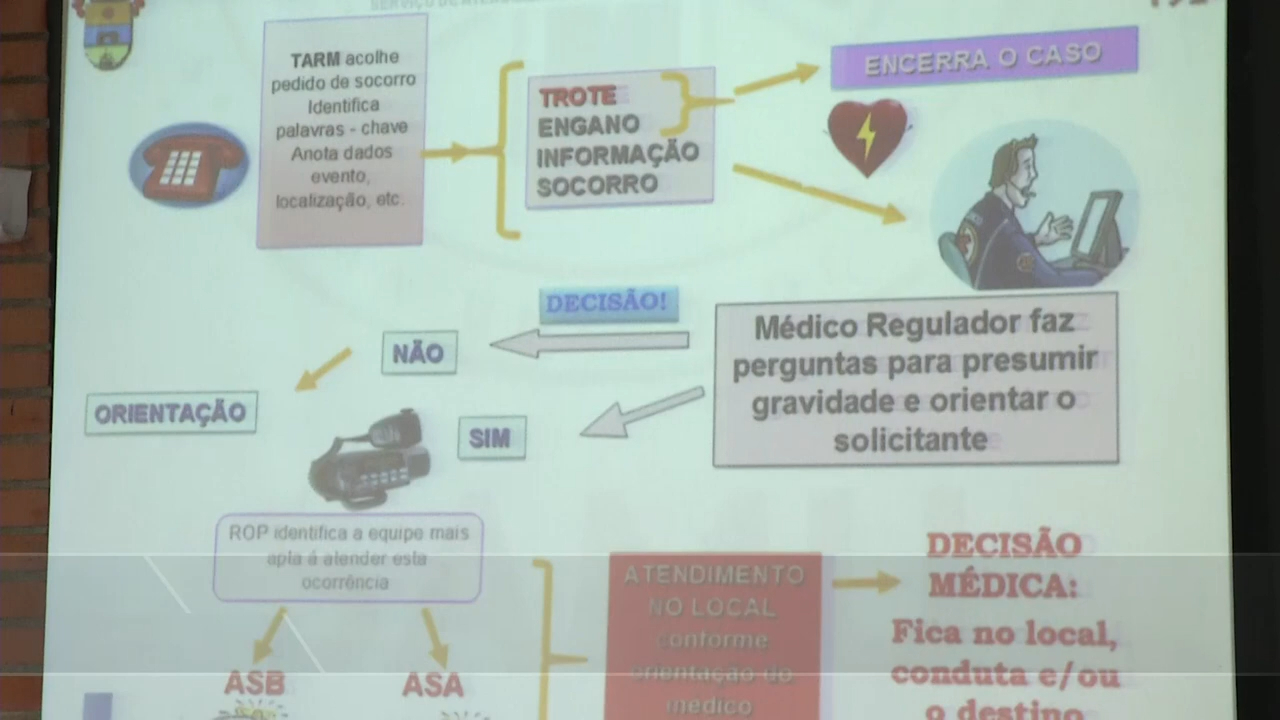 TARM acolhe
pedido de socorro
Identifica
palavras - chave
Anota dados
evento,
localização, etc.
TROTE
ENGANO
INFORMAÇÃO
SOCORRO
ENCERRA O CASO
DECISÃO!
Médico Regulador faz
perguntas para presumir
gravidade e orientar o
solicitante
NÃO
ORIENTAÇÃO
SIM
ROP identifica a equipe mais
apta á atender esta
ocorrência
ASB
ASA
ATENDIMENTO
NO LOCAL
conforme
orientação do
médico
DECISÃO
MÉDICA:
Fica no local,
conduta e/ou
o destino